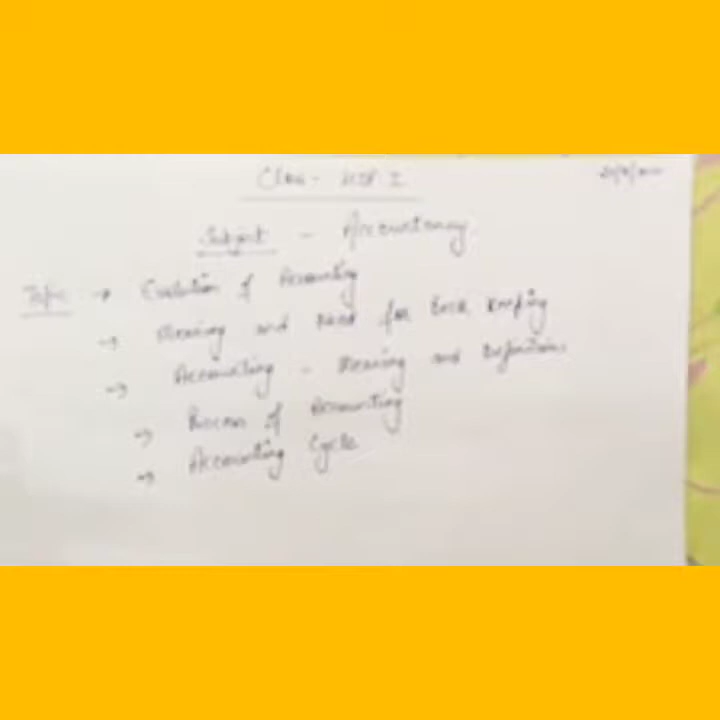 Class -
Subject - Accountancy
Topic → Evolution of Accounting
→ Meaning and Need for Book Keeping
→ Accounting - Meaning and Definitions
→ Process of Accounting
→ Accounting Cycle